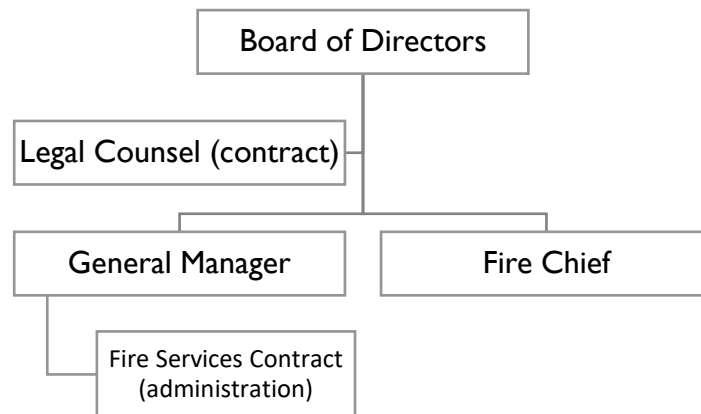 Board of Directors
Legal Counsel (contract)
General Manager
Fire Chief
Fire Services Contract
(administration)